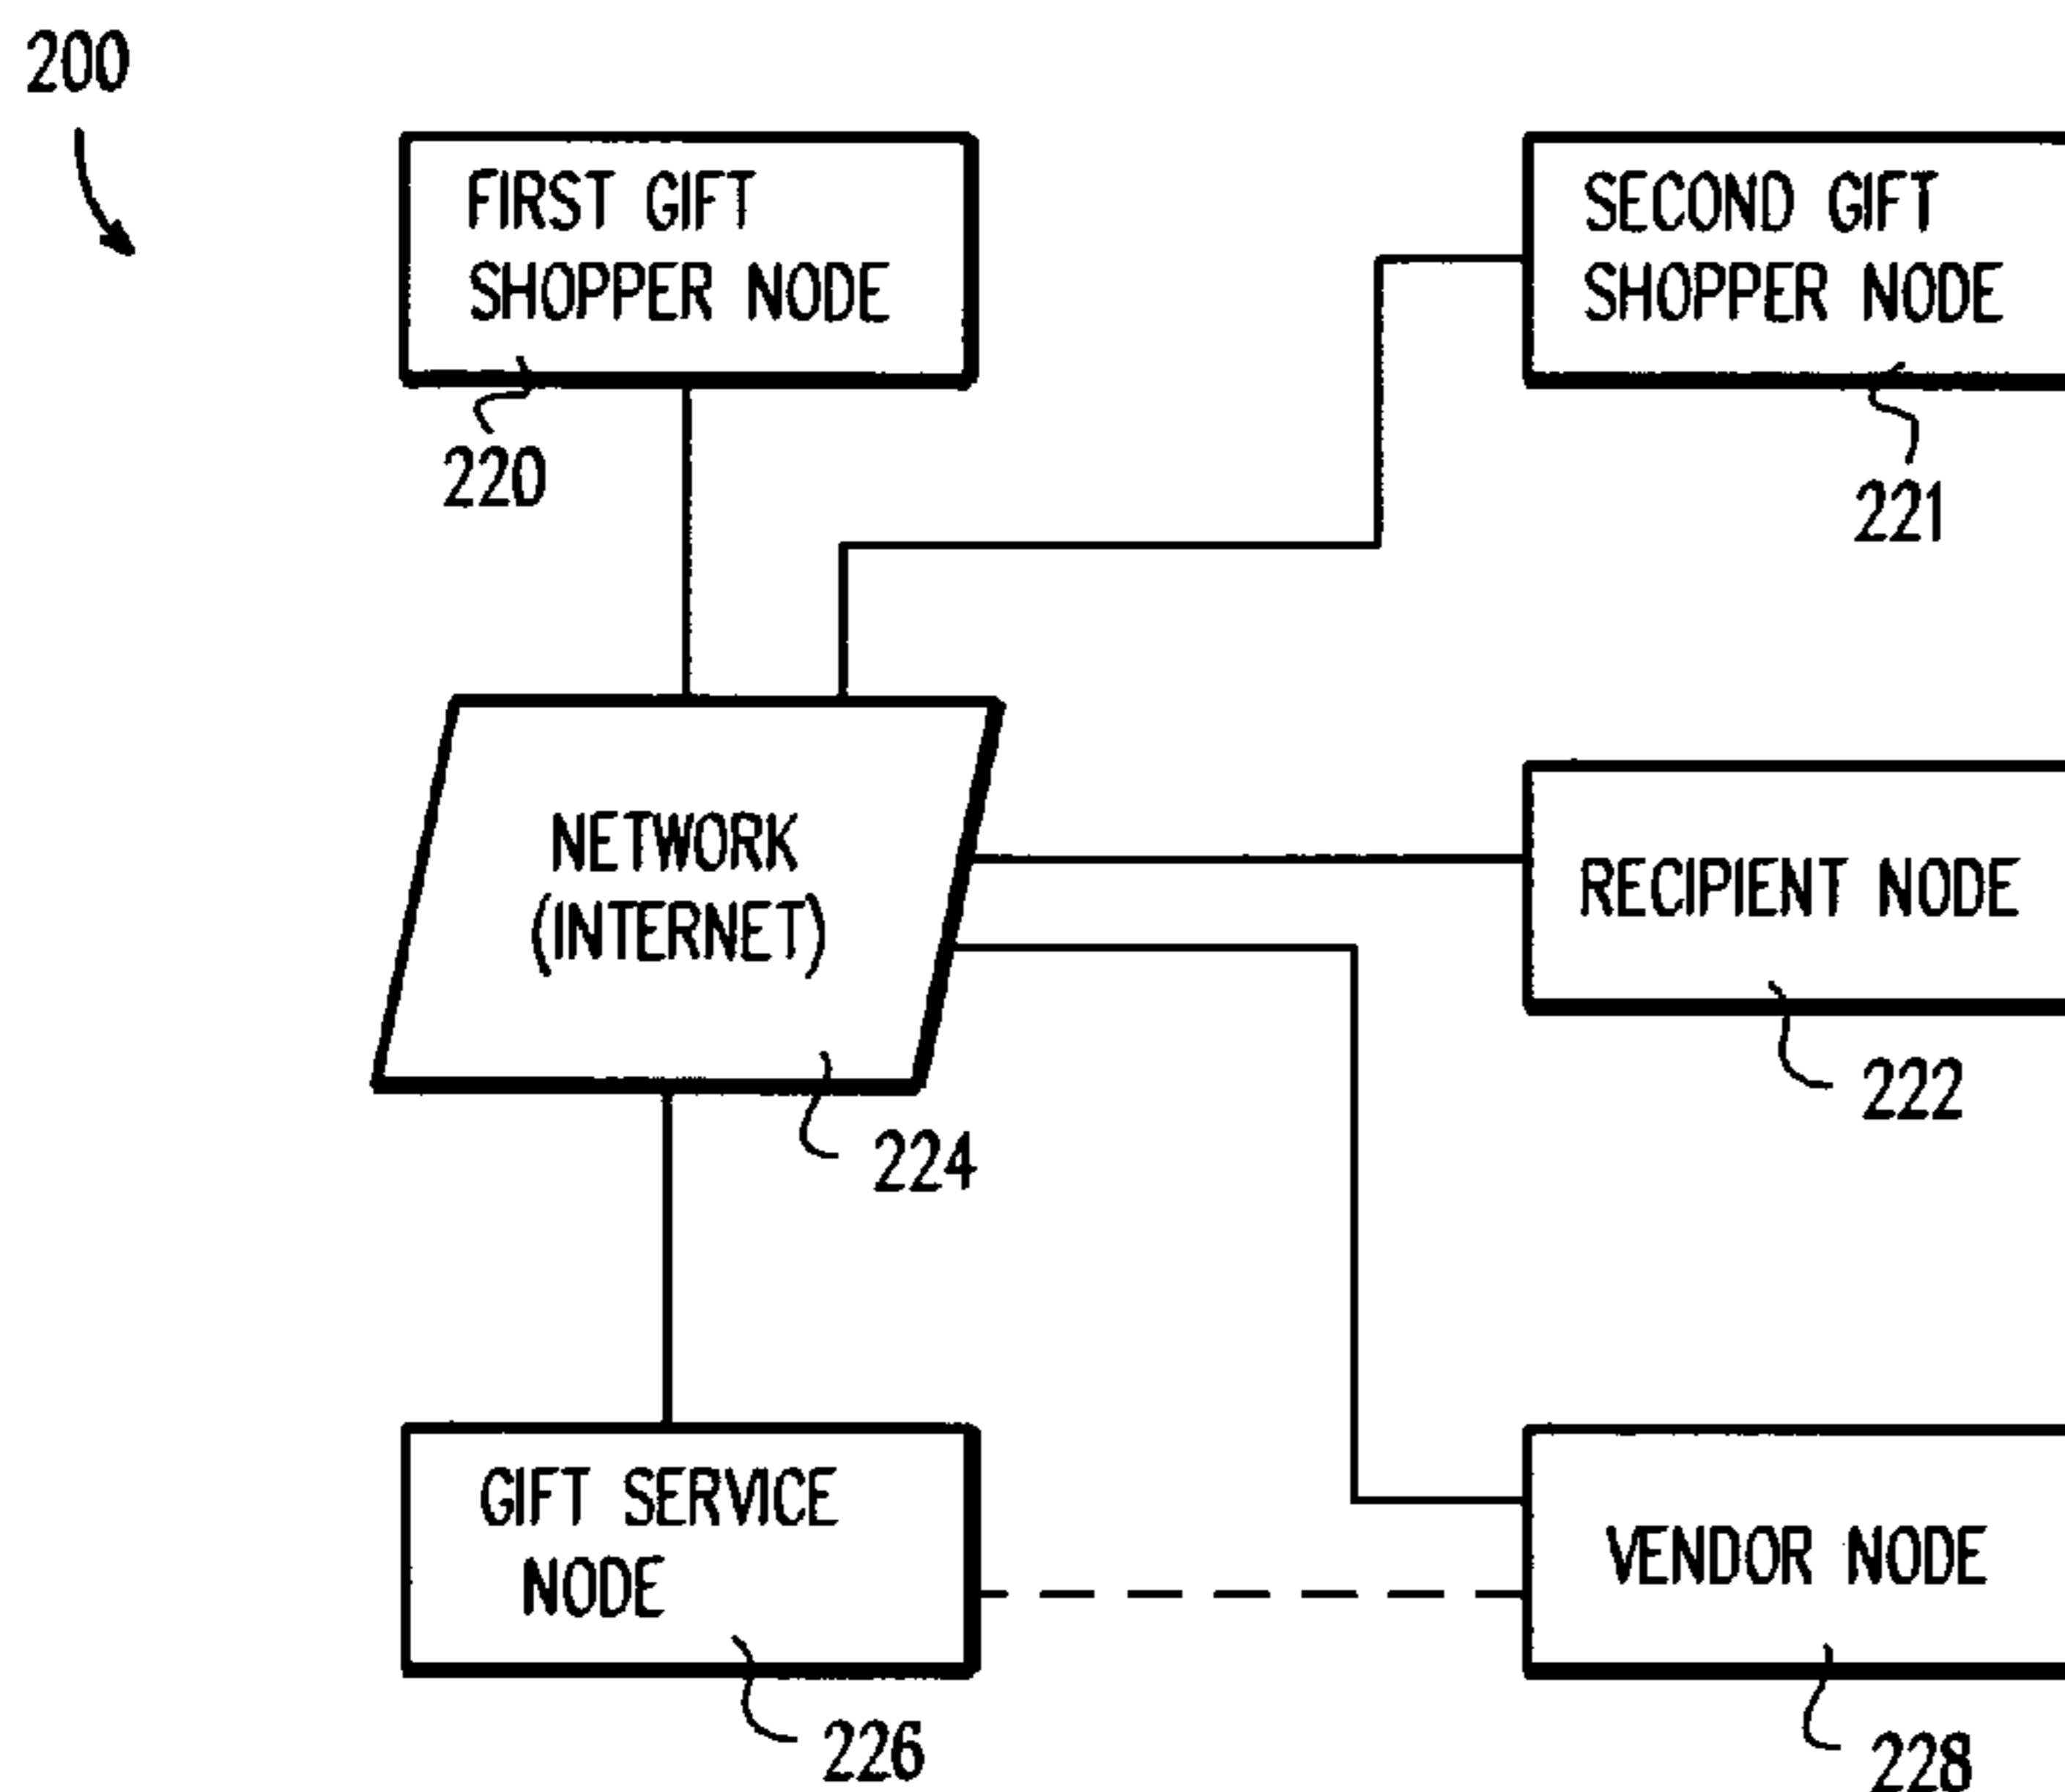 200
FIRST GIFT
SHOPPER NODE
220
SECOND GIFT
SHOPPER NODE
221
NETWORK
(INTERNET)
224
RECIPIENT NODE
222
GIFT SERVICE
NODE
226
VENDOR NODE
228